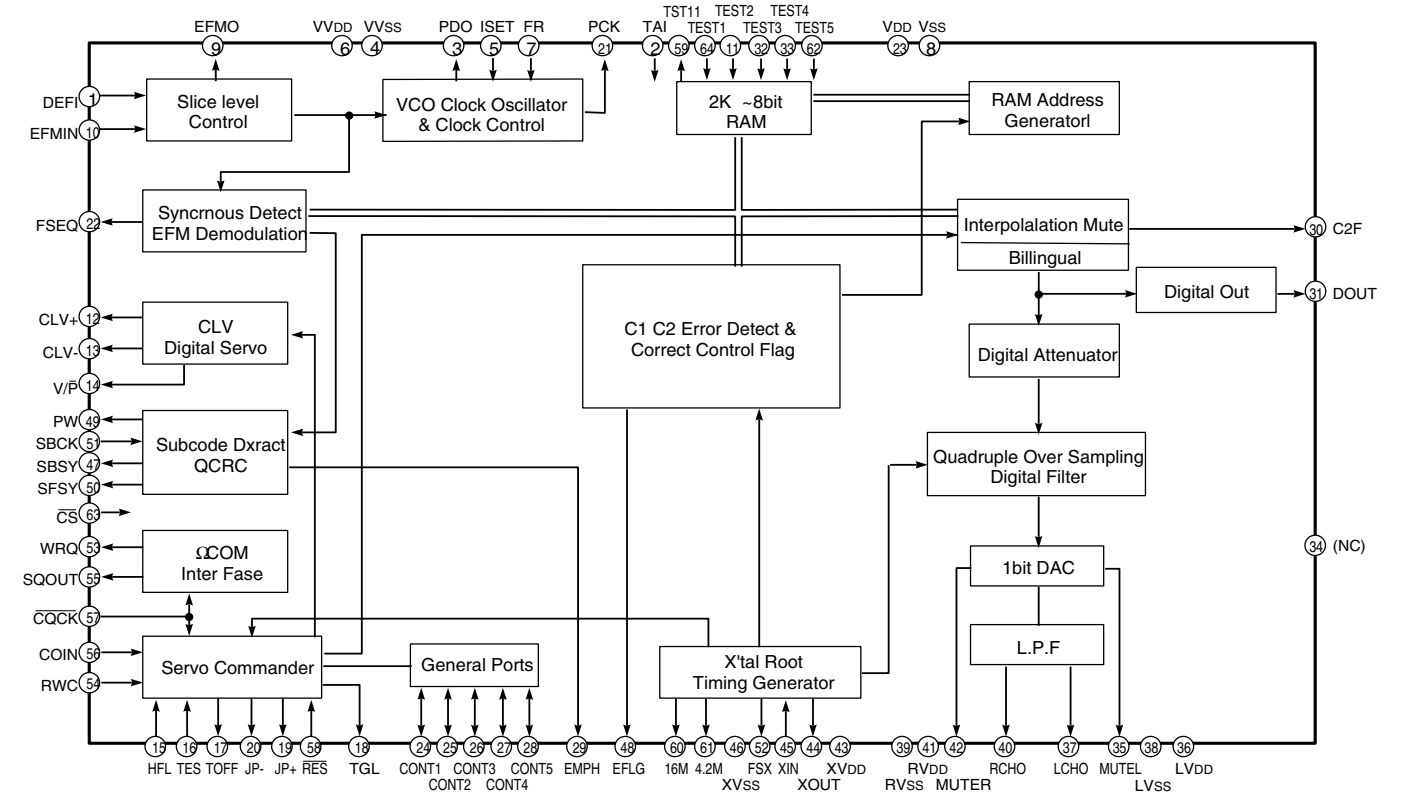 EFMO VVDD VVSS PDO ISET FR PCK TAI TST11 TEST1 TEST2 TEST3 TEST4 TEST5 VDD VSS
9 6 4 3 5 7 21 2 59 64 11 32 33 62 23 8
DEFI 1
EFMIN 10
Slice level
Control
VCO Clock Oscillator
& Clock Control
2K ~8bit
RAM
RAM Address
Generatorl
FSEQ 22
Syncrnous Detect
EFM Demodulation
Interpolalation Mute
Billingual
30 C2F
31 DOUT
Digital Out
CLV+ 12
CLV- 13
V/P̅ 14
CLV
Digital Servo
C1 C2 Error Detect &
Correct Control Flag
Digital Attenuator
PW 49
SBCK 51
SBSY 47
SFSY 50
Subcode Dxract
QCRC
Quadruple Over Sampling
Digital Filter
C̅S̅ 63
WRQ 53
SQOUT 55
ΩCOM
Inter Fase
34 (NC)
1bit DAC
C̅Q̅C̅K̅ 57
COIN 56
RWC 54
Servo Commander
General Ports
X'tal Root
Timing Generator
L.P.F
15 16 17 20 19 58 18 24 25 26 27 28 29 48 60 61 46 52 45 44 43 39 41 42 40 37 35 38 36
HFL TES TOFF JP- JP+ R̅E̅S̅ TGL CONT1 CONT3 CONT5 EMPH EFLG 16M 4.2M FSX XIN XVDD RVDD RCHO LCHO MUTEL LVDD
CONT2 CONT4 XVSS XOUT RVSS MUTER LVSS